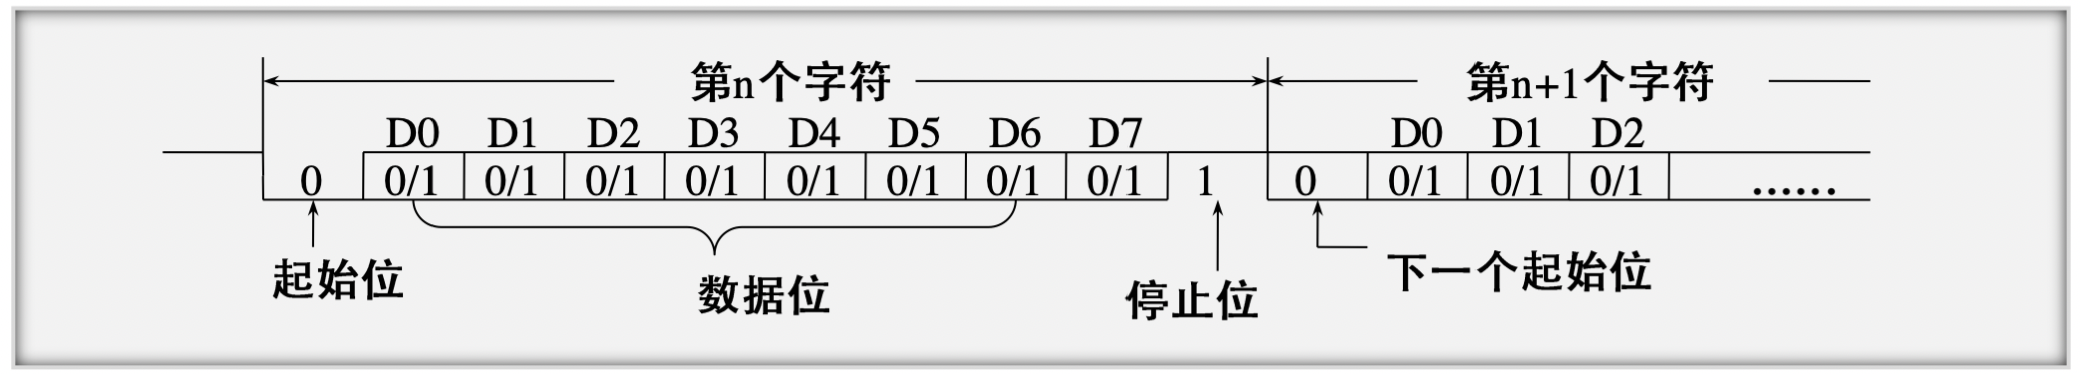 第n个字符 第n+1个字符
D0 D1 D2 D3 D4 D5 D6 D7 D0 D1 D2
0 0/1 0/1 0/1 0/1 0/1 0/1 0/1 0/1 1 0 0/1 0/1 0/1 ......
起始位 数据位 停止位 下一个起始位